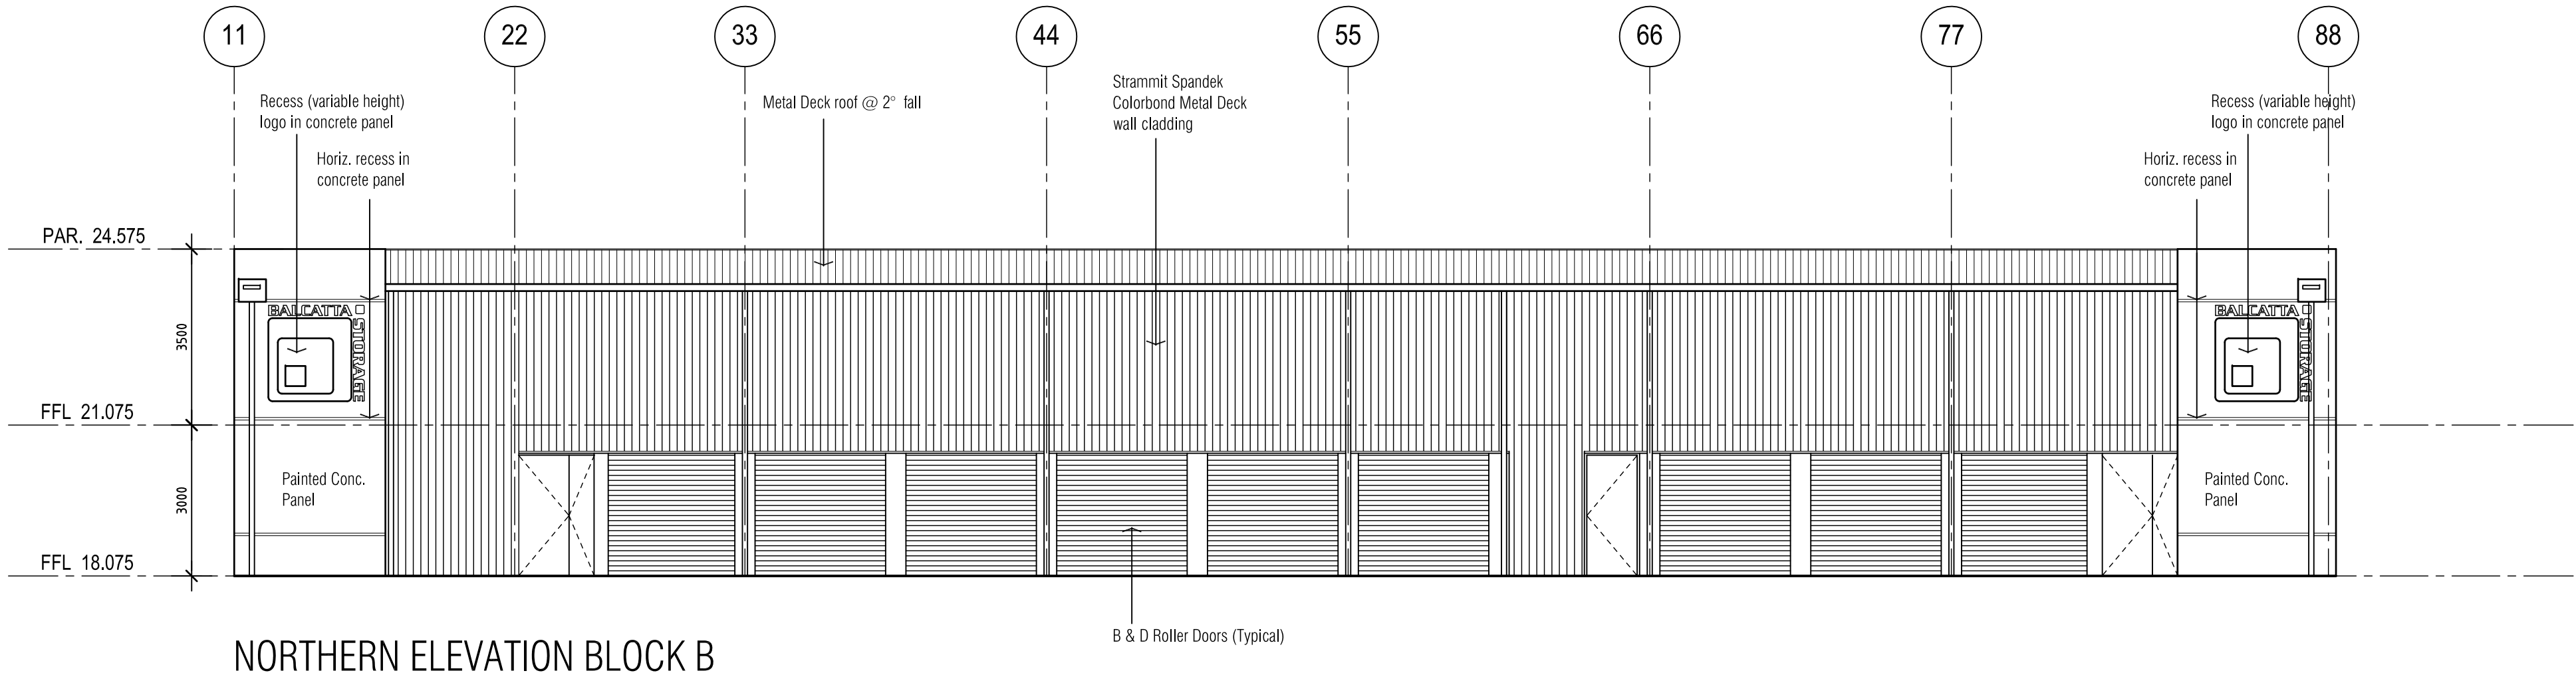 11
22
33
44
55
66
77
88
Recess (variable height)
logo in concrete panel
Horiz. recess in
concrete panel
Metal Deck roof @ 2° fall
Strammit Spandek
Colorbond Metal Deck
wall cladding
Recess (variable height)
logo in concrete panel
Horiz. recess in
concrete panel
PAR. 24.575
3500
FFL 21.075
3000
FFL 18.075
BALCATTA
STORAGE
Painted Conc.
Panel
BALCATTA
STORAGE
Painted Conc.
Panel
B & D Roller Doors (Typical)
NORTHERN ELEVATION BLOCK B